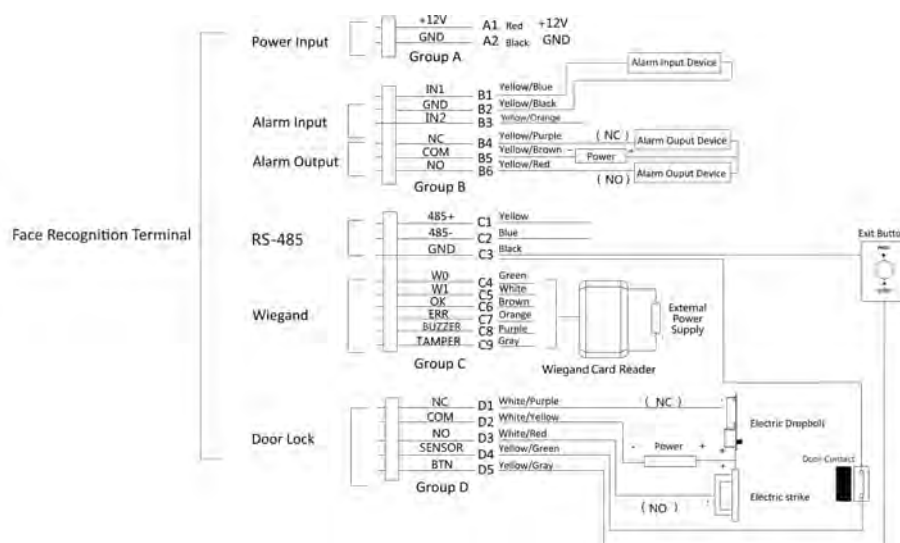 Face Recognition Terminal
Power Input
+12V A1 Red +12V
GND A2 Black GND
Group A
Alarm Input
Alarm Output
IN1 B1 Yellow/Blue
GND B2 Yellow/Black
IN2 B3 Yellow/Orange
NC B4 Yellow/Purple ( NC )
COM B5 Yellow/Brown - Power +
NO B6 Yellow/Red ( NO )
Group B
Alarm Input Device
Alarm Ouput Device
Alarm Ouput Device
RS-485
485+ C1 Yellow
485- C2 Blue
GND C3 Black
Exit Button
Wiegand
W0 C4 Green
W1 C5 White
OK C6 Brown
ERR C7 Orange
BUZZER C8 Purple
TAMPER C9 Gray
Group C
Wiegand Card Reader
External
Power
Supply
Door Lock
NC D1 White/Purple ( NC )
COM D2 White/Yellow
NO D3 White/Red - Power +
SENSOR D4 Yellow/Green
BTN D5 Yellow/Gray
Group D
( NO )
Electric Dropbolt
Electric strike
Door Contact